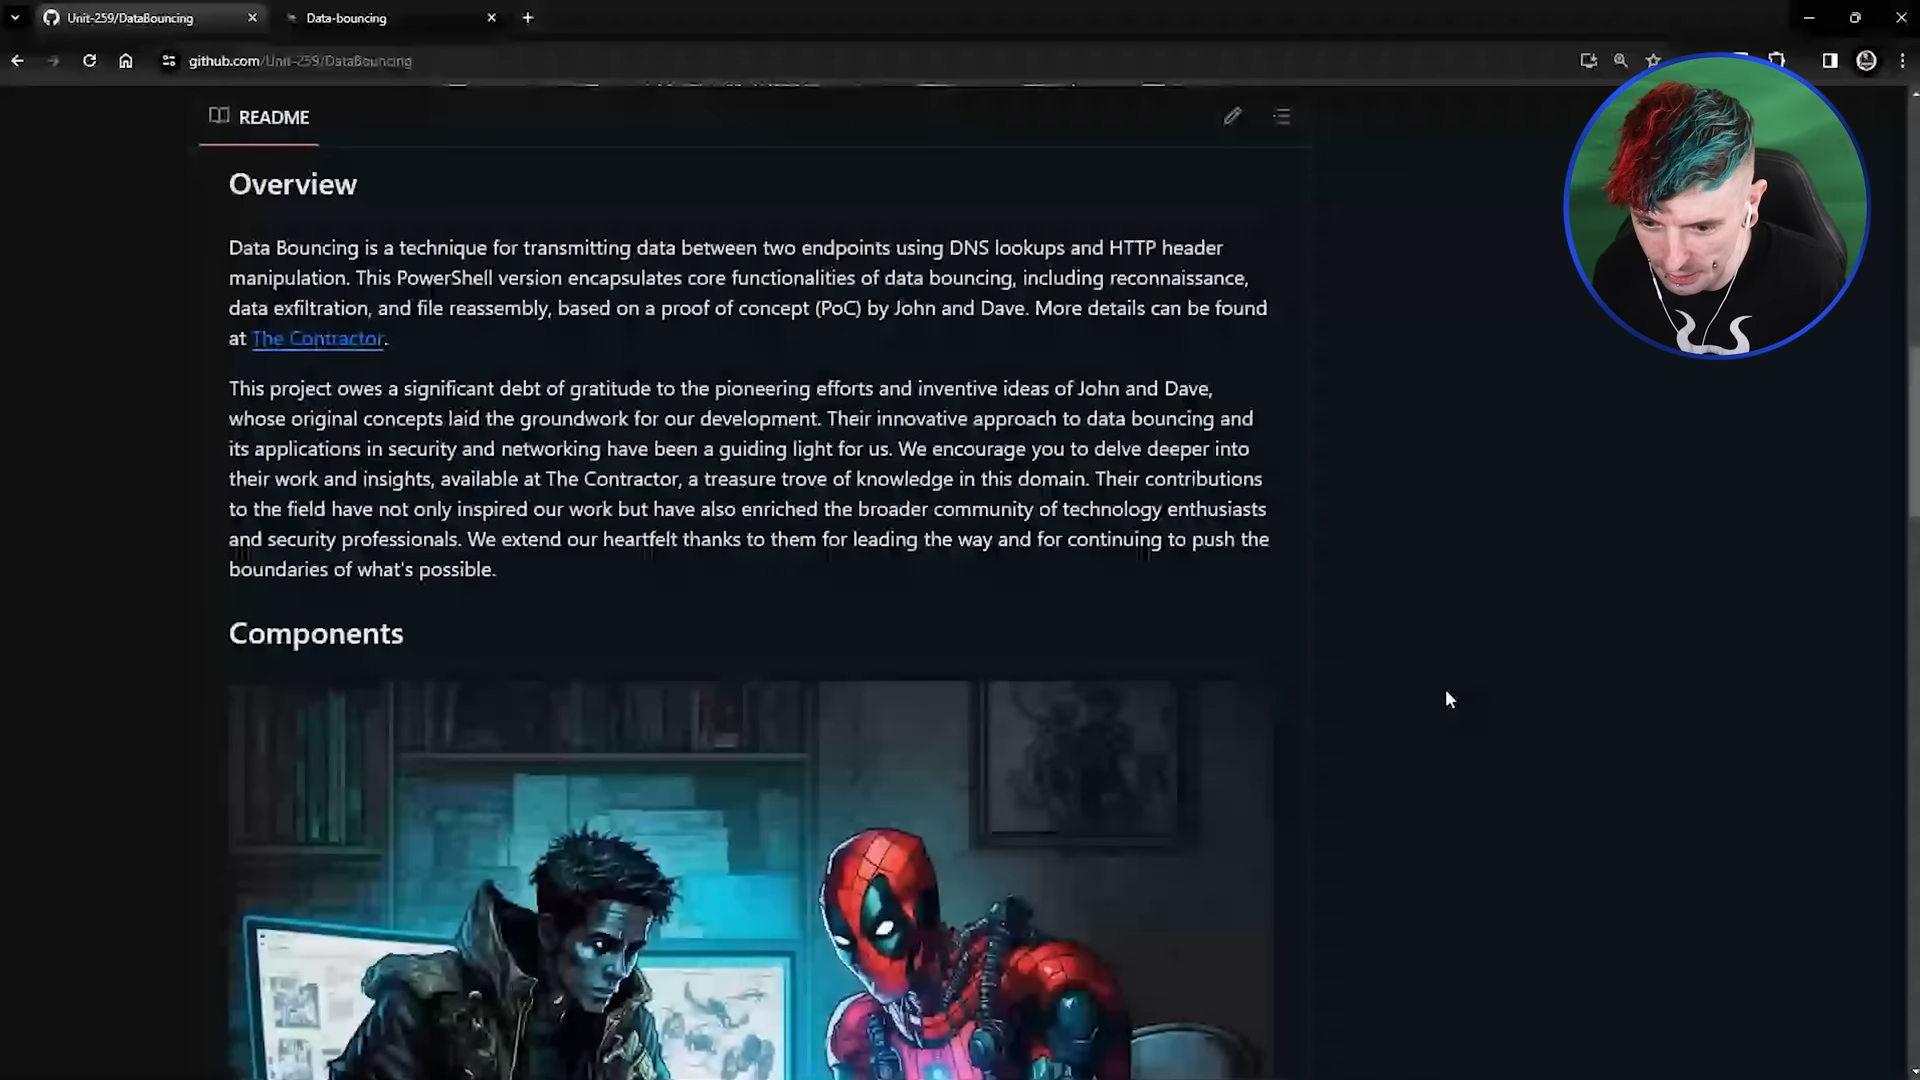 Unit-259/DataBouncing
Data-bouncing
github.com/Unit-259/DataBouncing
README
Overview
Data Bouncing is a technique for transmitting data between two endpoints using DNS lookups and HTTP header
manipulation. This PowerShell version encapsulates core functionalities of data bouncing, including reconnaissance,
data exfiltration, and file reassembly, based on a proof of concept (PoC) by John and Dave. More details can be found
at The Contractor.
This project owes a significant debt of gratitude to the pioneering efforts and inventive ideas of John and Dave,
whose original concepts laid the groundwork for our development. Their innovative approach to data bouncing and
its applications in security and networking have been a guiding light for us. We encourage you to delve deeper into
their work and insights, available at The Contractor, a treasure trove of knowledge in this domain. Their contributions
to the field have not only inspired our work but have also enriched the broader community of technology enthusiasts
and security professionals. We extend our heartfelt thanks to them for leading the way and for continuing to push the
boundaries of what's possible.
Components